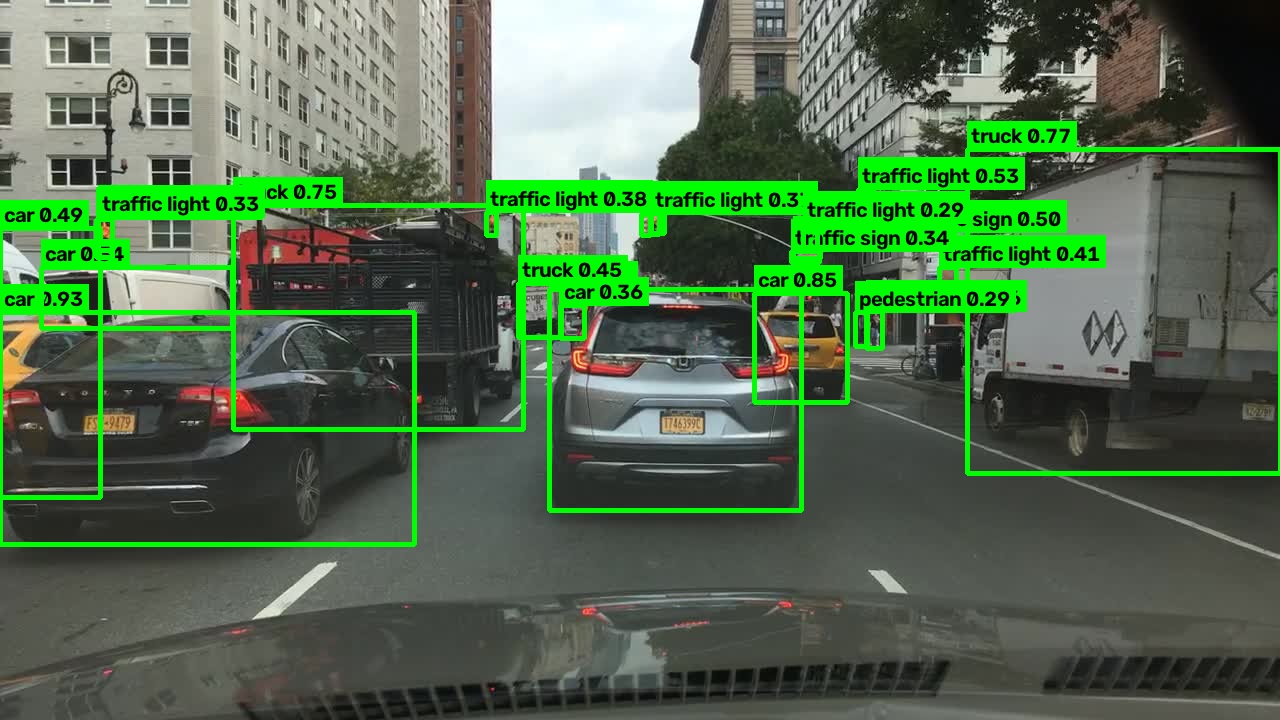 truck 0.77
traffic light 0.53
ck 0.75
traffic light 0.33
traffic light 0.38
traffic light 0.3
car 0.49
traffic light 0.29
sign 0.50
traffic sign 0.34
car 0. 4
traffic light 0.41
truck 0.45
car 0.85
car 0.36
car 0.93
pedestrian 0.29
VOLVO
T746399C